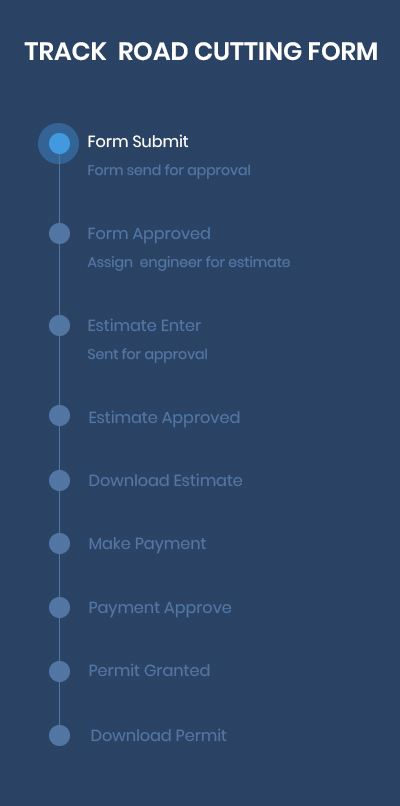 TRACK  ROAD CUTTING FORM
Form Submit
Form send for approval
Form Approved
Assign  engineer for estimate
Estimate Enter
Sent for approval
Estimate Approved
Download Estimate
Make Payment
Payment Approve
Permit Granted
Download Permit